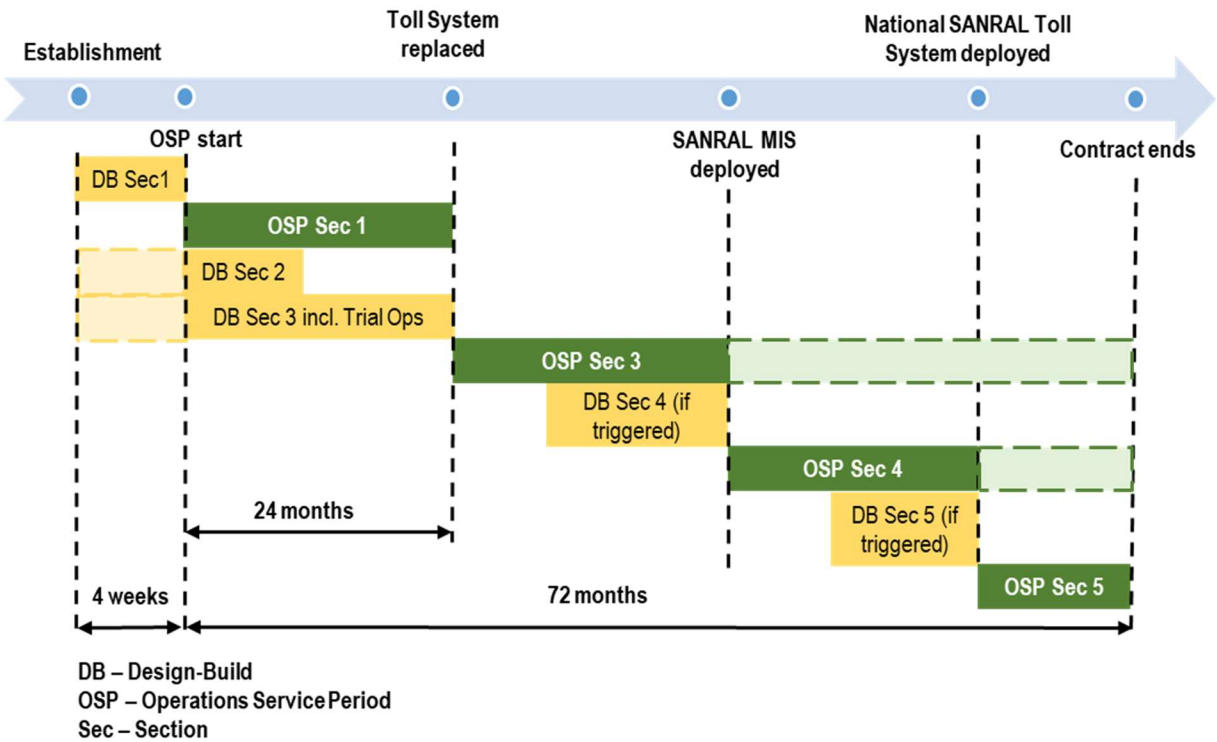 Toll System
replaced
National SANRAL Toll
System deployed
Establishment
OSP start
SANRAL MIS
deployed
Contract ends
DB Sec1
OSP Sec 1
DB Sec 2
DB Sec 3 incl. Trial Ops
OSP Sec 3
DB Sec 4 (if
triggered)
OSP Sec 4
24 months
DB Sec 5 (if
triggered)
OSP Sec 5
4 weeks
72 months
DB – Design-Build
OSP – Operations Service Period
Sec – Section